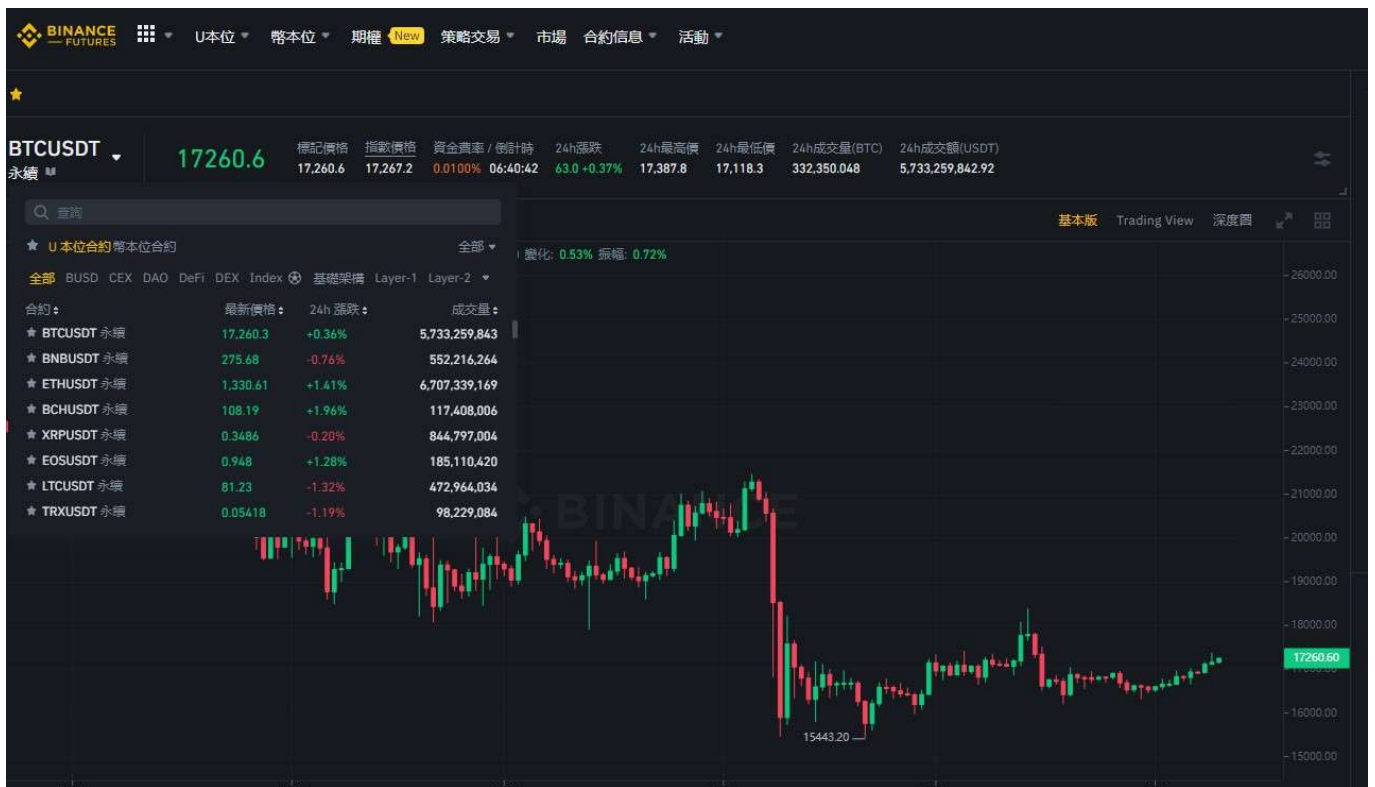 BINANCE
FUTURES
U本位 幣本位 期權 New 策略交易 市場 合約信息 活動
BTCUSDT
永續
17260.6
標記價格 指數價格 資金費率 / 倒計時 24h漲跌 24h最高價 24h最低價 24h成交量(BTC) 24h成交額(USDT)
17,260.6 17,267.2 0.0100% 06:40:42 63.0 +0.37% 17,387.8 17,118.3 332,350.048 5,733,259,842.92
查詢
基本版 Trading View 深度圖
U 本位合約 幣本位合約 全部
變化: 0.53% 振幅: 0.72%
全部 BUSD CEX DAO DeFi DEX Index 基礎架構 Layer-1 Layer-2
合約 最新價格 24h 漲跌 成交量
BTCUSDT 永續 17,260.3 +0.36% 5,733,259,843
BNBUSDT 永續 275.68 -0.76% 552,216,264
ETHUSDT 永續 1,330.61 +1.41% 6,707,339,169
BCHUSDT 永續 108.19 +1.96% 117,408,006
XRPUSDT 永續 0.3486 -0.20% 844,797,004
EOSUSDT 永續 0.948 +1.28% 185,110,420
LTCUSDT 永續 81.23 -1.32% 472,964,034
TRXUSDT 永續 0.05418 -1.19% 98,229,084
BINANCE
26000.00
25000.00
24000.00
23000.00
22000.00
21000.00
20000.00
19000.00
18000.00
17260.60
16000.00
15443.20
15000.00